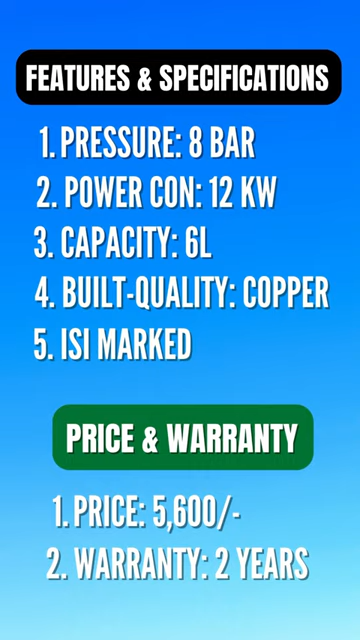 FEATURES & SPECIFICATIONS
1. PRESSURE: 8 BAR
2. POWER CON: 12 KW
3. CAPACITY: 6L
4. BUILT-QUALITY: COPPER
5. ISI MARKED
PRICE & WARRANTY
1. PRICE: 5,600/-
2. WARRANTY: 2 YEARS